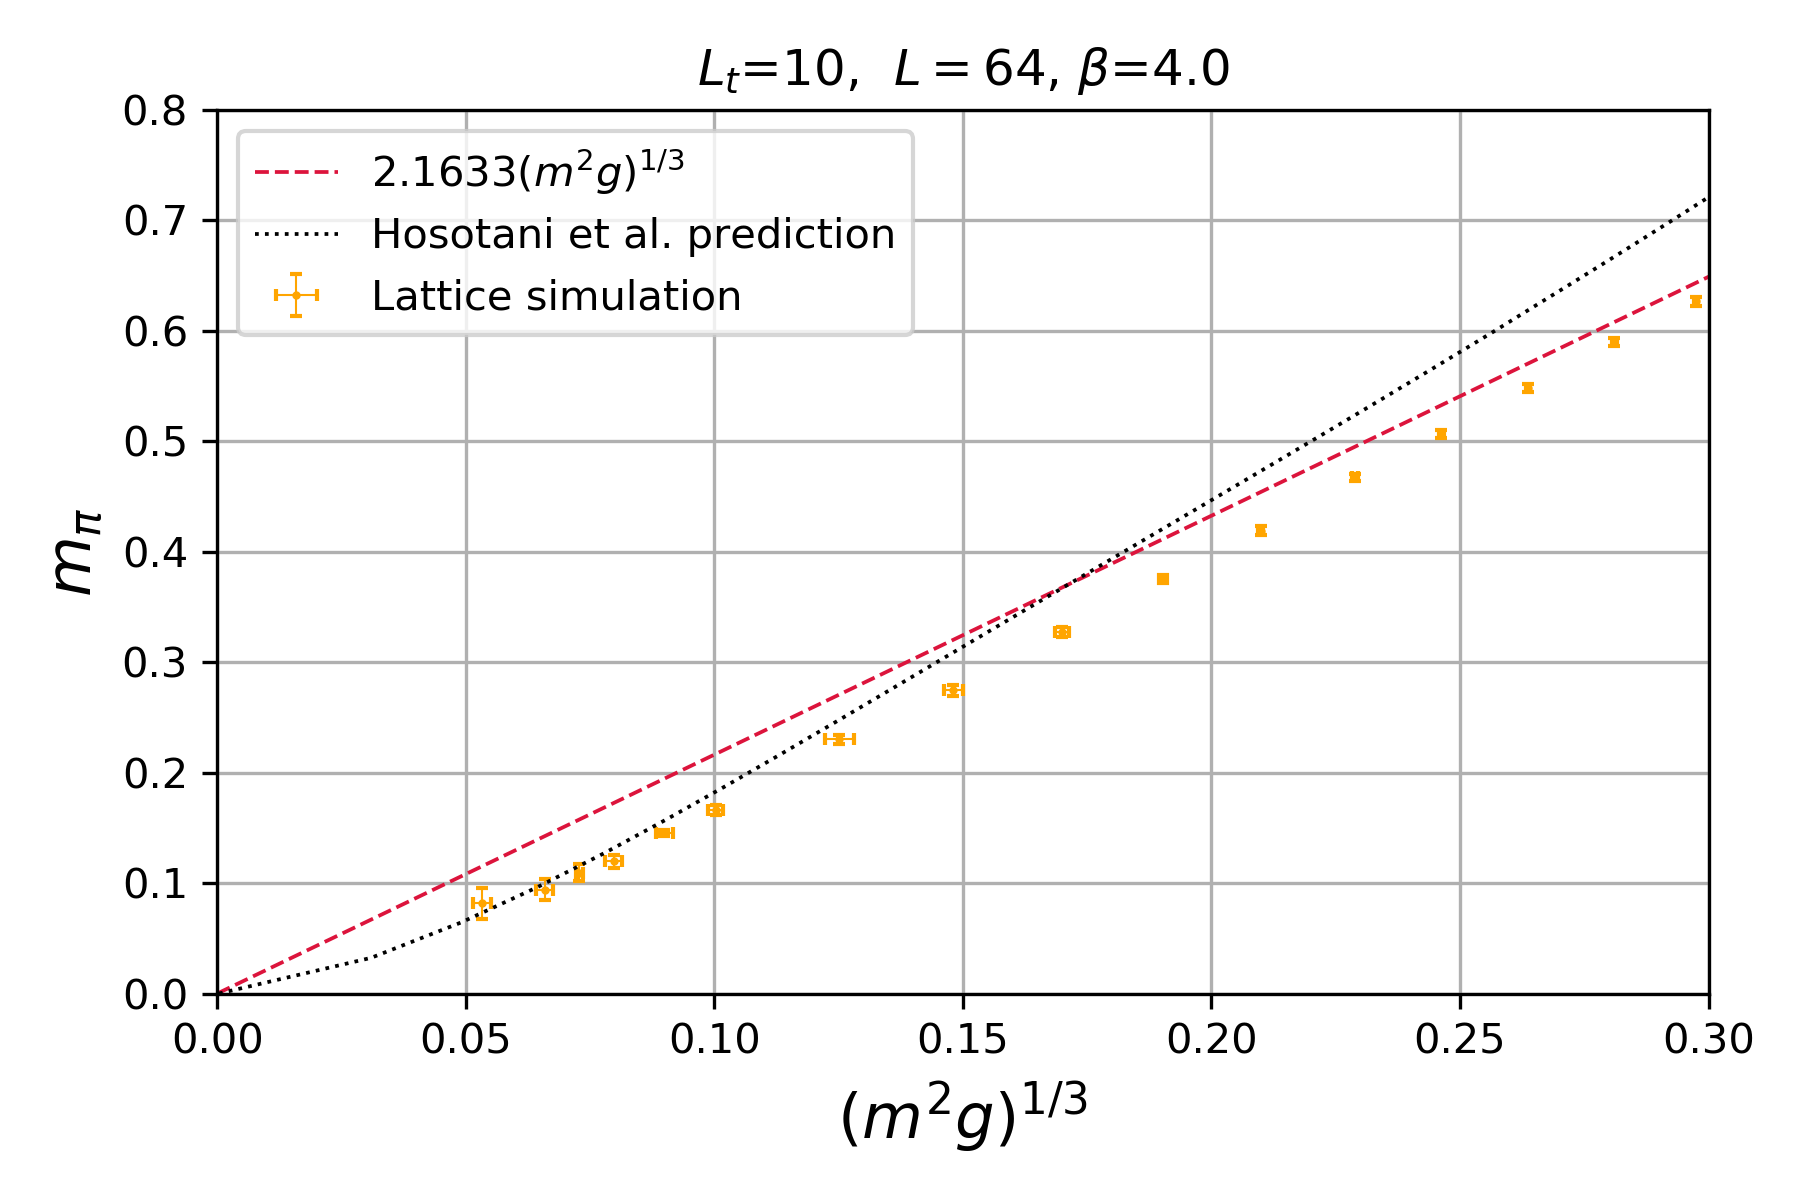 L_t=10, L = 64, β=4.0
2.1633(m²g)^{1/3}
Hosotani et al. prediction
Lattice simulation
m_π
0.8
0.7
0.6
0.5
0.4
0.3
0.2
0.1
0.0
0.00 0.05 0.10 0.15 0.20 0.25 0.30
(m²g)^{1/3}